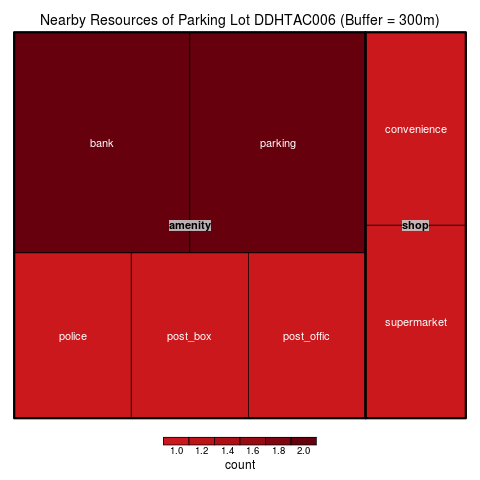 Nearby Resources of Parking Lot DDHTAC006 (Buffer = 300m)
bank
parking
convenience
amenity
shop
police
post_box
post_offic
supermarket
1.0 1.2 1.4 1.6 1.8 2.0
count